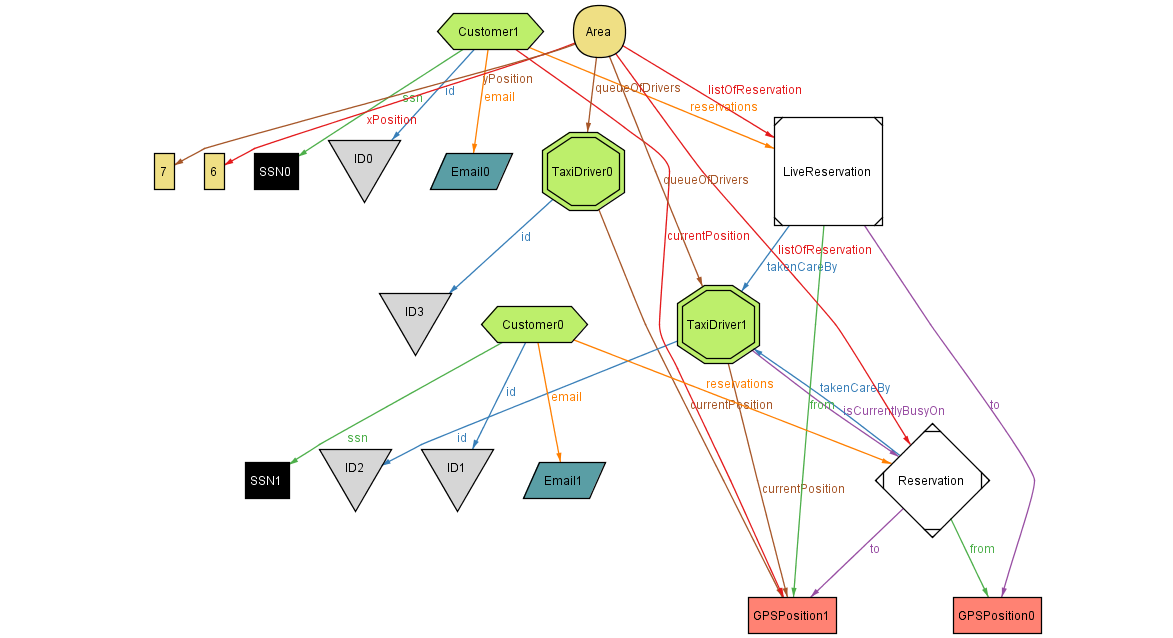 Customer1
Area
yPosition
queueOfDrivers
listOfReservation
ssn
id
email
reservations
xPosition
7
6
SSN0
ID0
Email0
TaxiDriver0
LiveReservation
queueOfDrivers
id
currentPosition
listOfReservation
takenCareBy
ID3
Customer0
TaxiDriver1
id
email
reservations
takenCareBy
currentPosition
from
isCurrentlyBusyOn
to
ssn
id
ID2
ID1
SSN1
Email1
currentPosition
Reservation
to
from
GPSPosition1
GPSPosition0